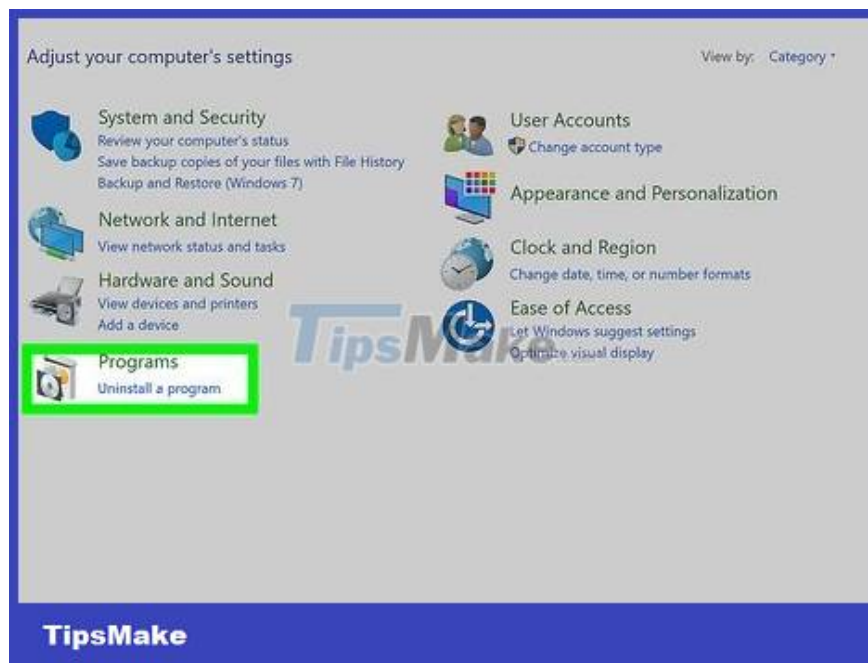 Adjust your computer's settings
View by: Category
System and Security
Review your computer's status
Save backup copies of your files with File History
Backup and Restore (Windows 7)
Network and Internet
View network status and tasks
Hardware and Sound
View devices and printers
Add a device
Programs
Uninstall a program
User Accounts
Change account type
Appearance and Personalization
Clock and Region
Change date, time, or number formats
Ease of Access
Let Windows suggest settings
Optimize visual display
TipsMake
TipsMake